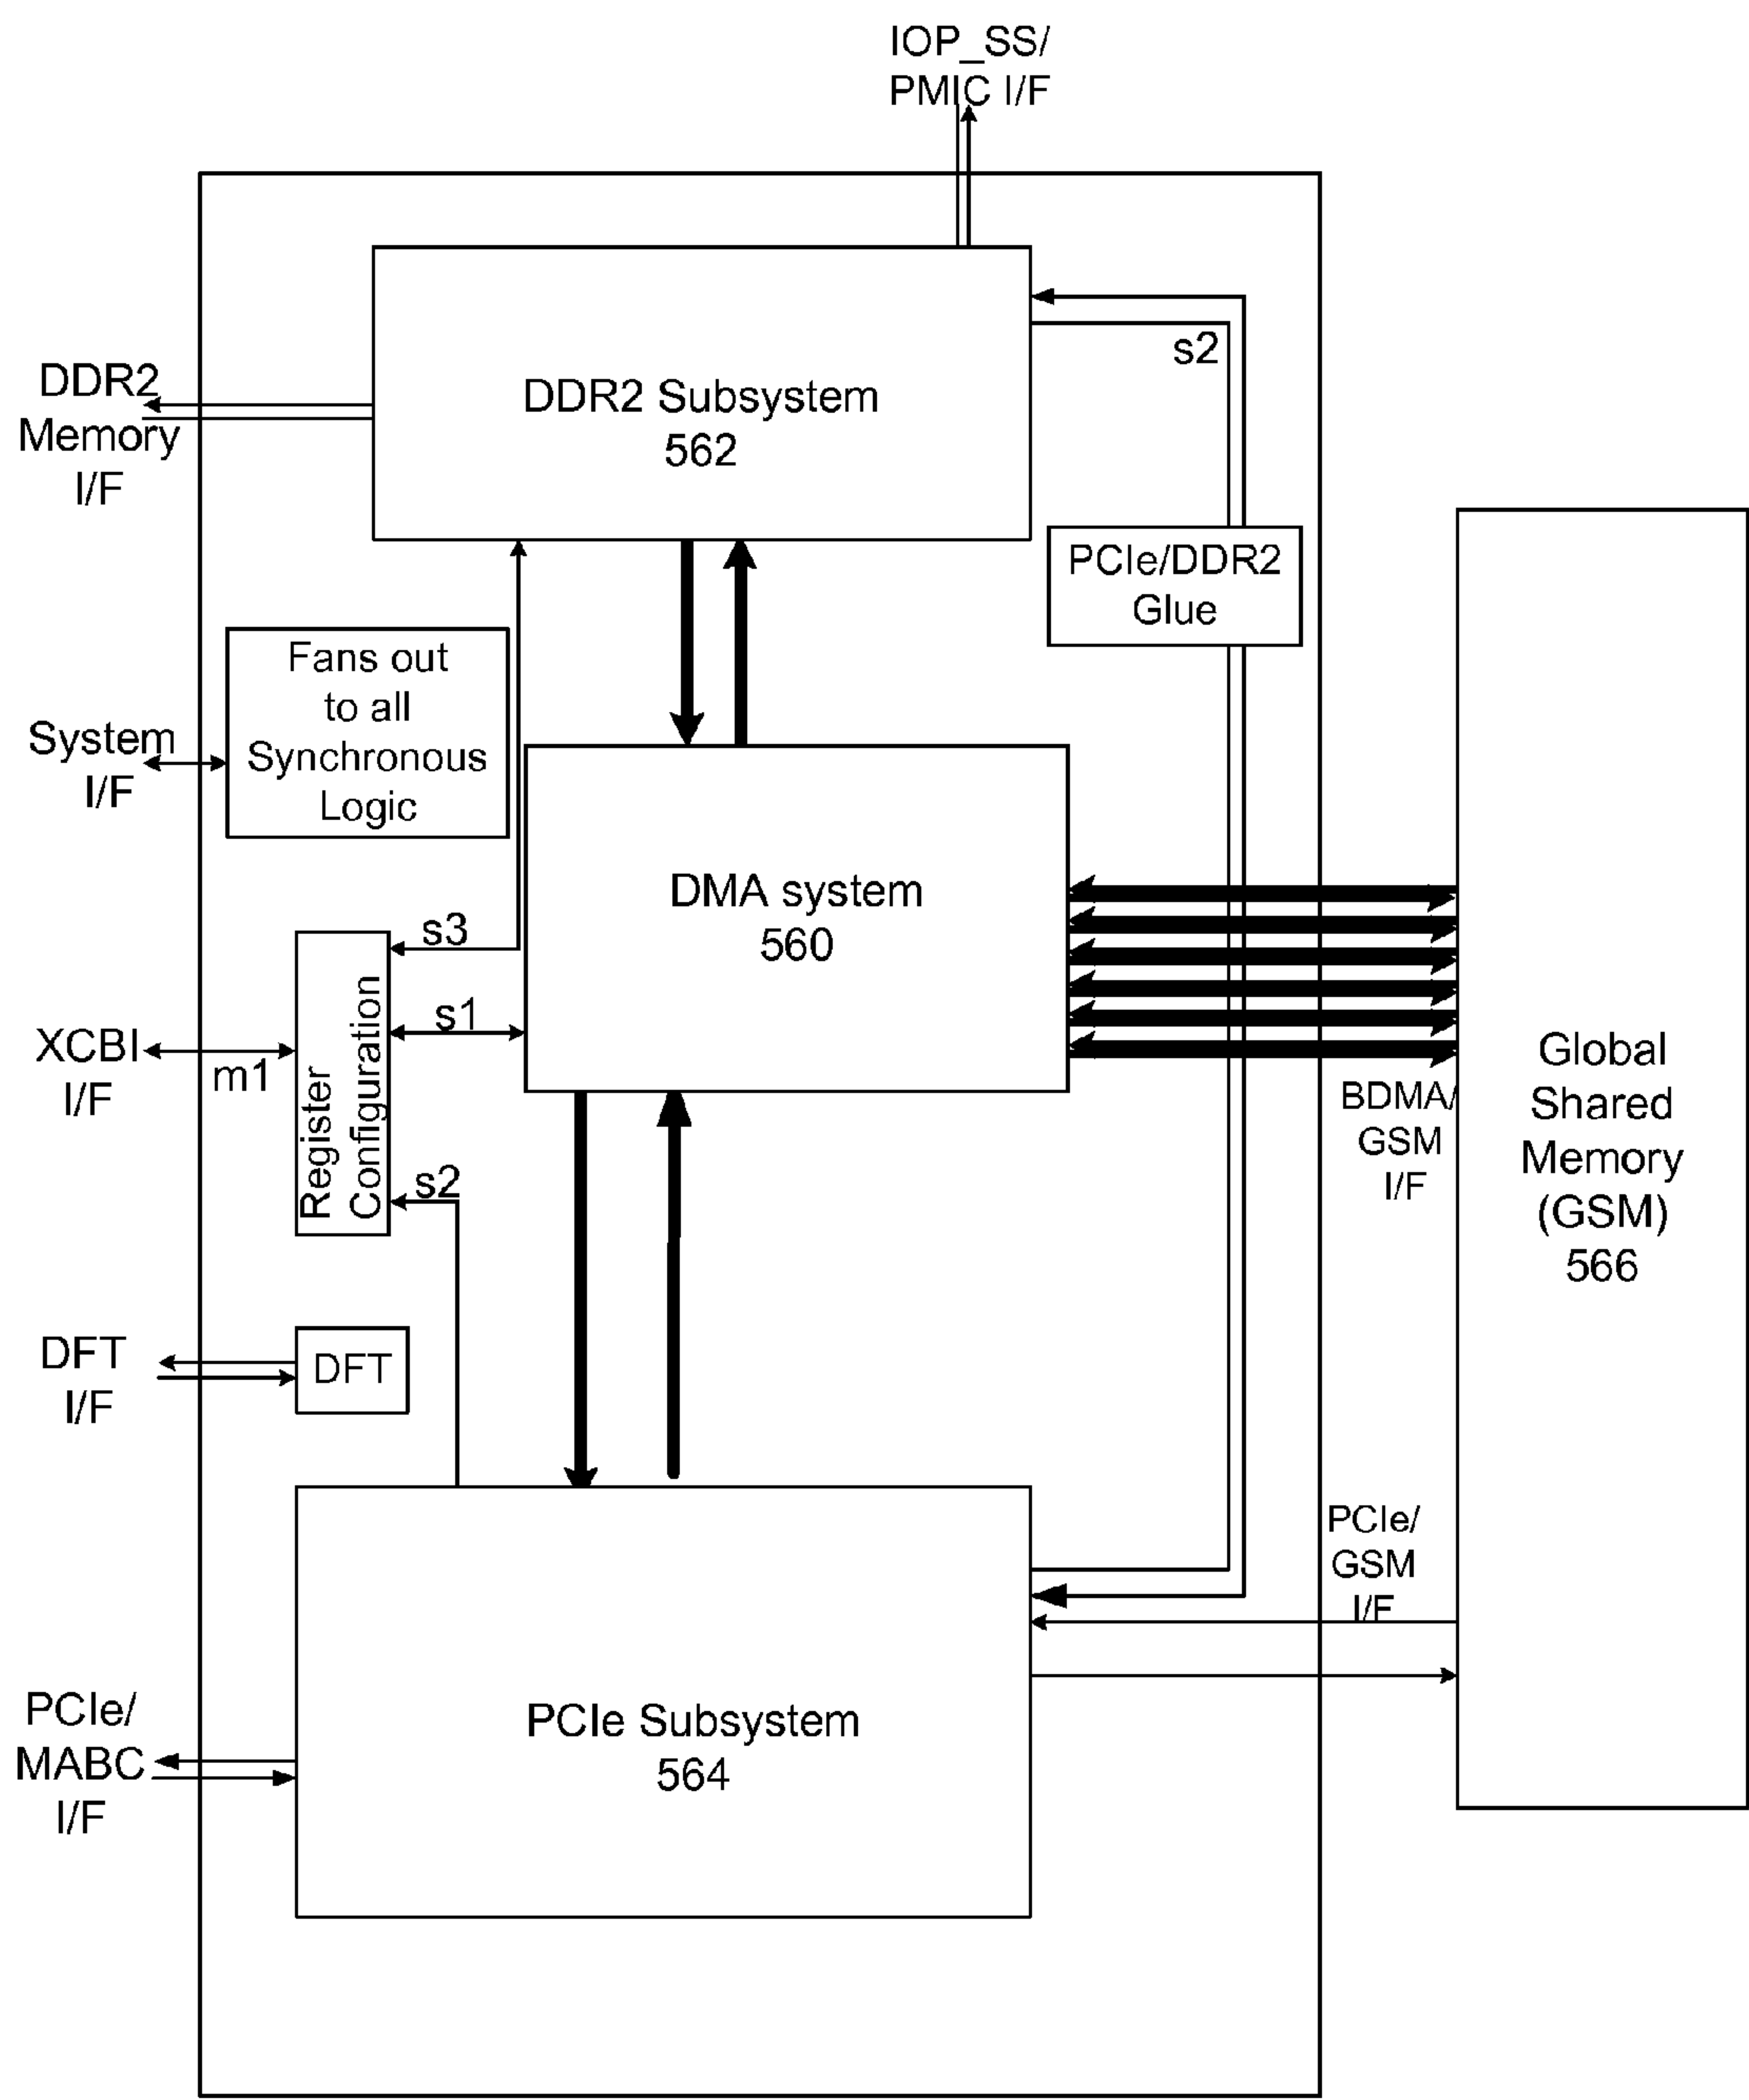 IOP_SS/
PMIC I/F
DDR2
Memory
I/F
DDR2 Subsystem
562
s2
PCIe/DDR2
Glue
Fans out
to all
Synchronous
Logic
System
I/F
DMA system
560
s3
s1
s2
Register
Configuration
XCBI
I/F
m1
BDMA/
GSM
I/F
Global
Shared
Memory
(GSM)
566
DFT
I/F
DFT
PCIe/
GSM
I/F
PCIe Subsystem
564
PCIe/
MABC
I/F